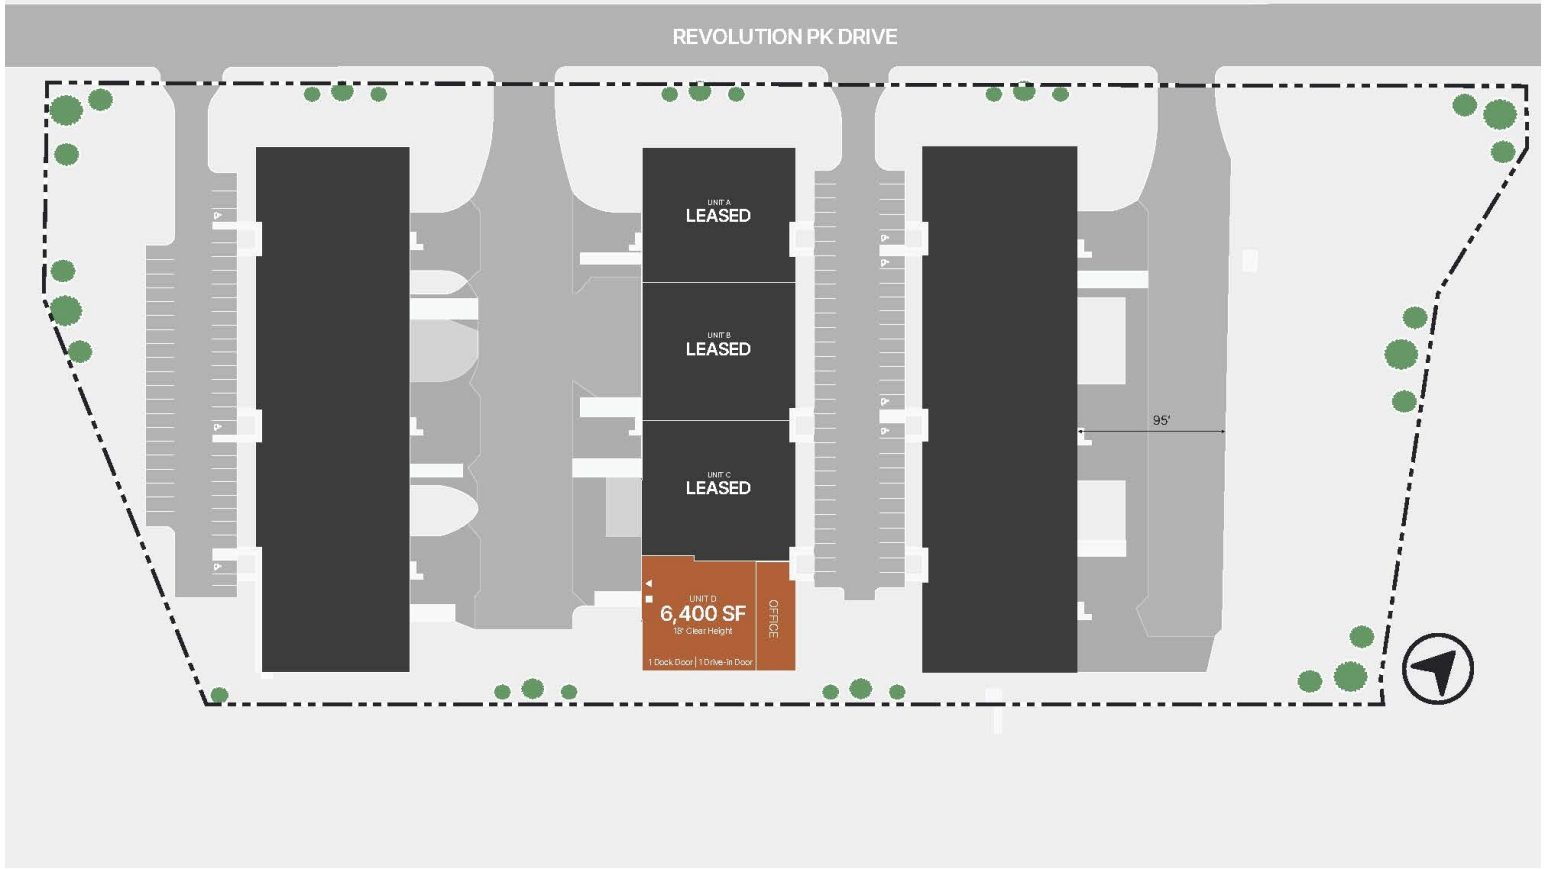 REVOLUTION PK DRIVE
UNIT A
LEASED
UNIT B
LEASED
95'
UNIT C
LEASED
UNIT D
6,400 SF
18' Clear Height
OFFICE
1 Dock Door | 1 Drive-in Door